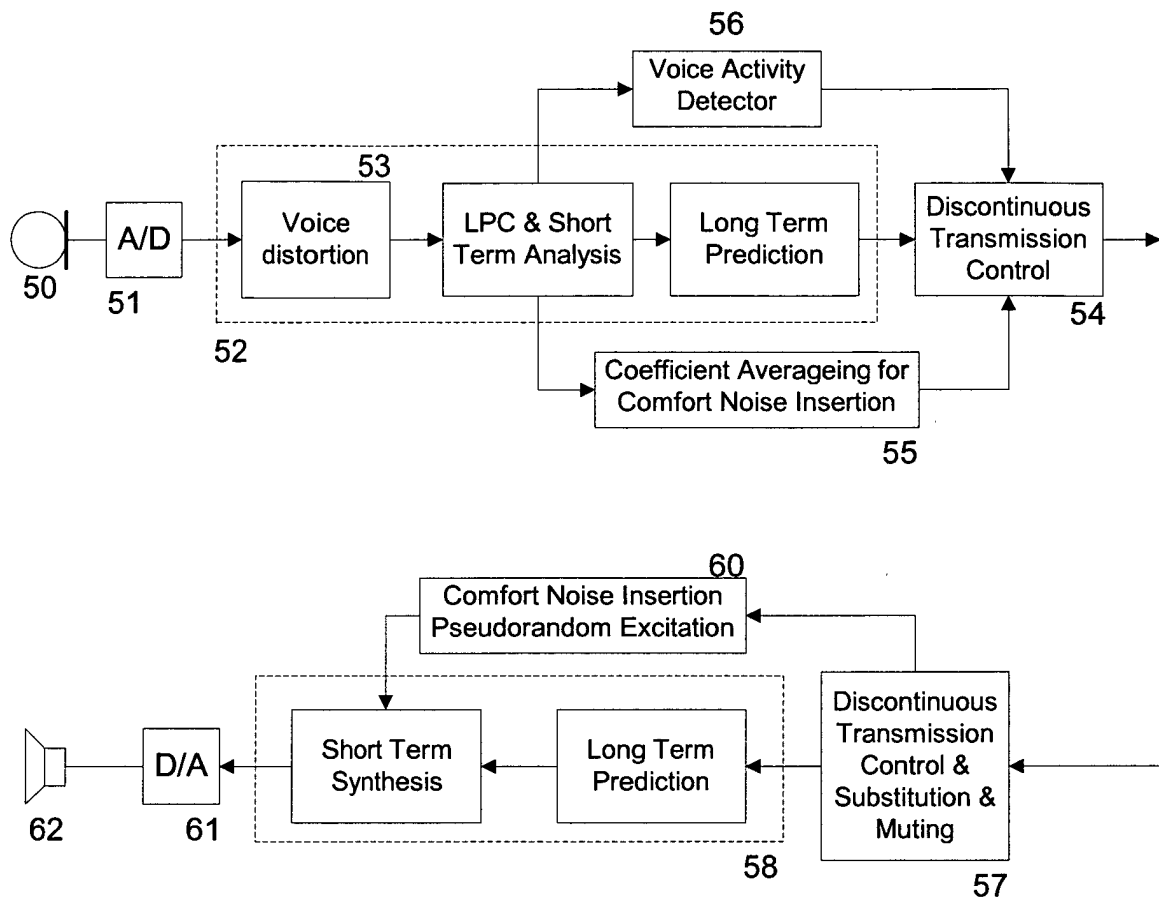 56
Voice Activity
Detector
53
Voice
distortion
LPC & Short
Term Analysis
Long Term
Prediction
Discontinuous
Transmission
Control
A/D
50
51
52
54
Coefficient Averageing for
Comfort Noise Insertion
55
60
Comfort Noise Insertion
Pseudorandom Excitation
Discontinuous
Transmission
Control &
Substitution &
Muting
Short Term
Synthesis
Long Term
Prediction
D/A
62
61
58
57